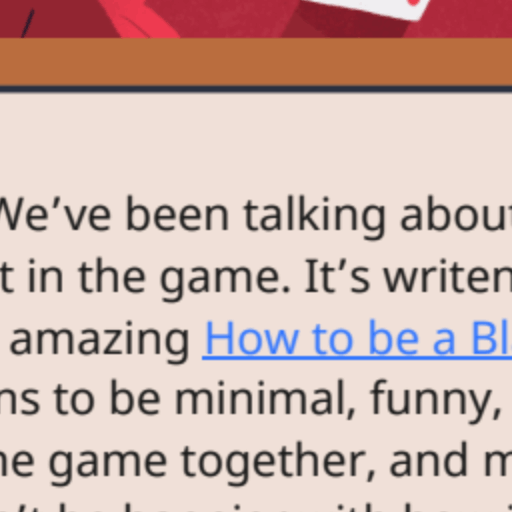 We’ve been talking about
t in the game. It’s writen
amazing How to be a Bl
ns to be minimal, funny,
he game together, and m